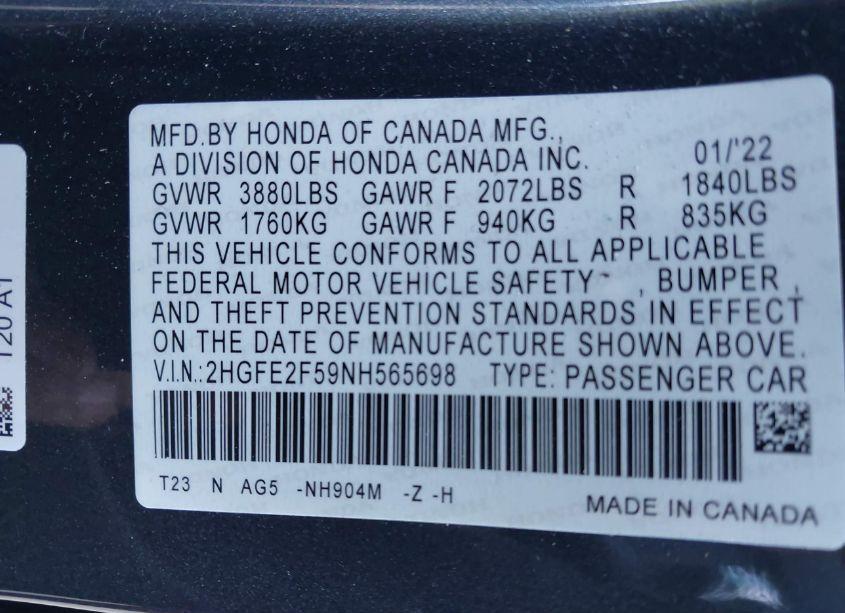 MFD.BY HONDA OF CANADA MFG.,
A DIVISION OF HONDA CANADA INC. 01/'22
GVWR 3880LBS GAWR F 2072LBS R 1840LBS
GVWR 1760KG GAWR F 940KG R 835KG
THIS VEHICLE CONFORMS TO ALL APPLICABLE
FEDERAL MOTOR VEHICLE SAFETY , BUMPER ,
AND THEFT PREVENTION STANDARDS IN EFFECT
ON THE DATE OF MANUFACTURE SHOWN ABOVE.
V.I.N.:2HGFE2F59NH565698 TYPE: PASSENGER CAR
T23 N AG5 -NH904M -Z -H
MADE IN CANADA